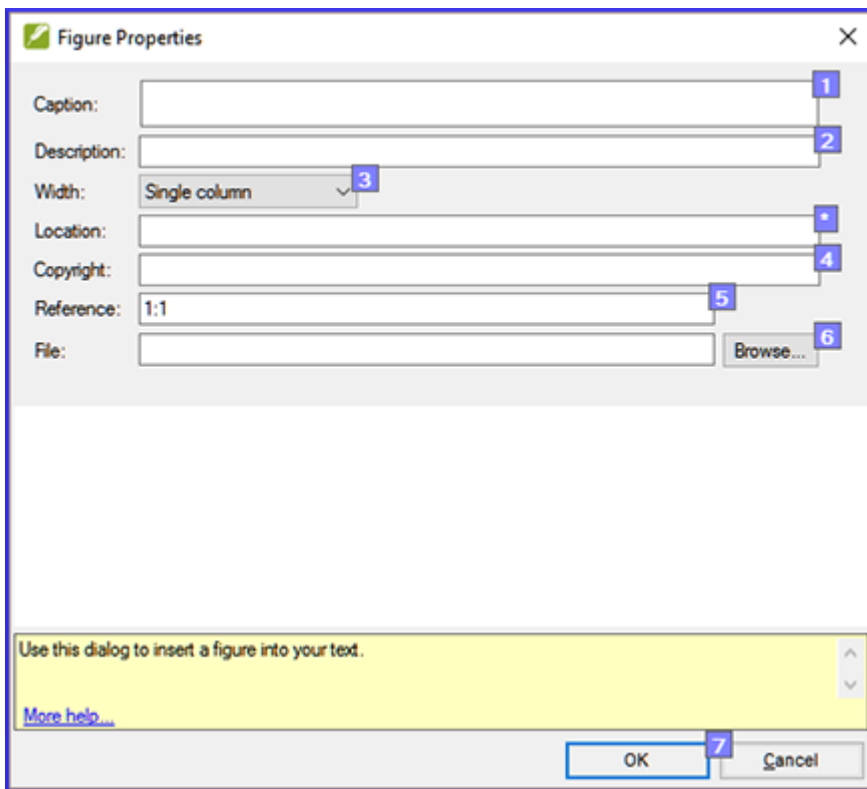 Figure Properties
Caption: 1
Description: 2
Width: Single column 3
Location: *
Copyright: 4
Reference: 1:1 5
File: Browse... 6
Use this dialog to insert a figure into your text.
More help...
OK 7 Cancel